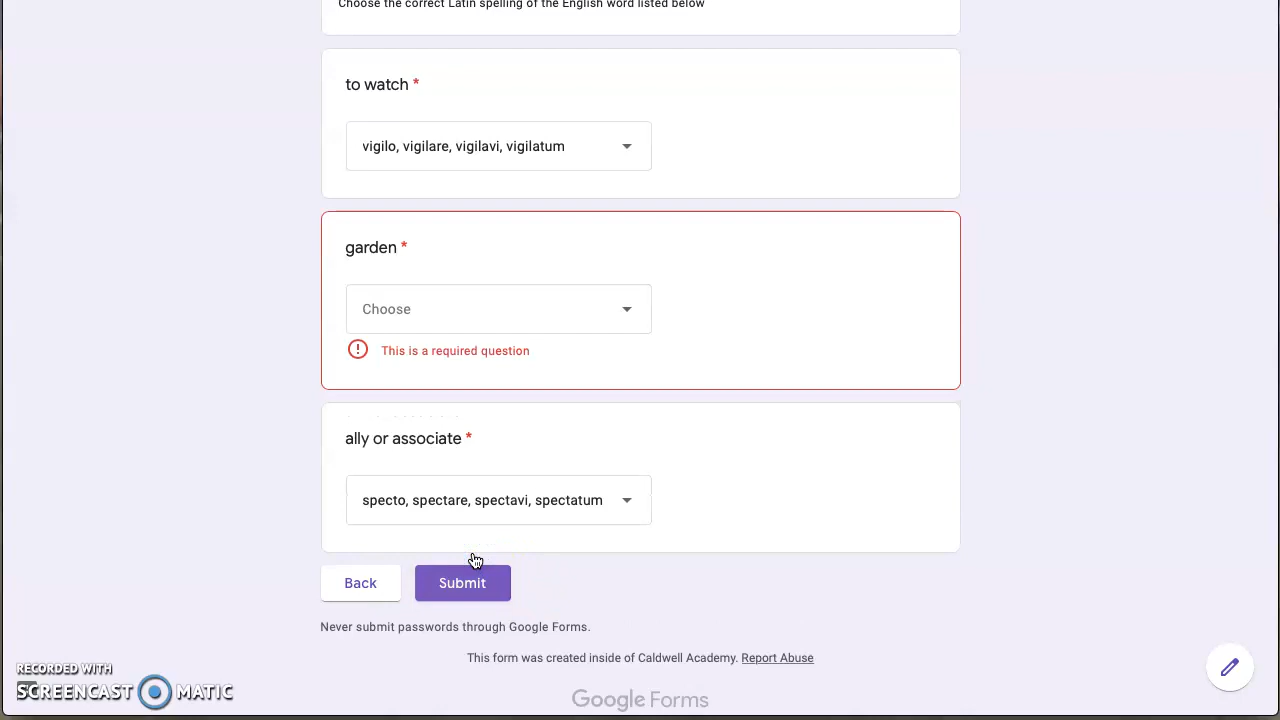 Choose the correct Latin spelling of the English word listed below
to watch *
vigilo, vigilare, vigilavi, vigilatum
garden *
Choose
This is a required question
ally or associate *
specto, spectare, spectavi, spectatum
Back
Submit
Never submit passwords through Google Forms.
This form was created inside of Caldwell Academy. Report Abuse
RECORDED WITH
SCREENCAST MATIC
Google Forms